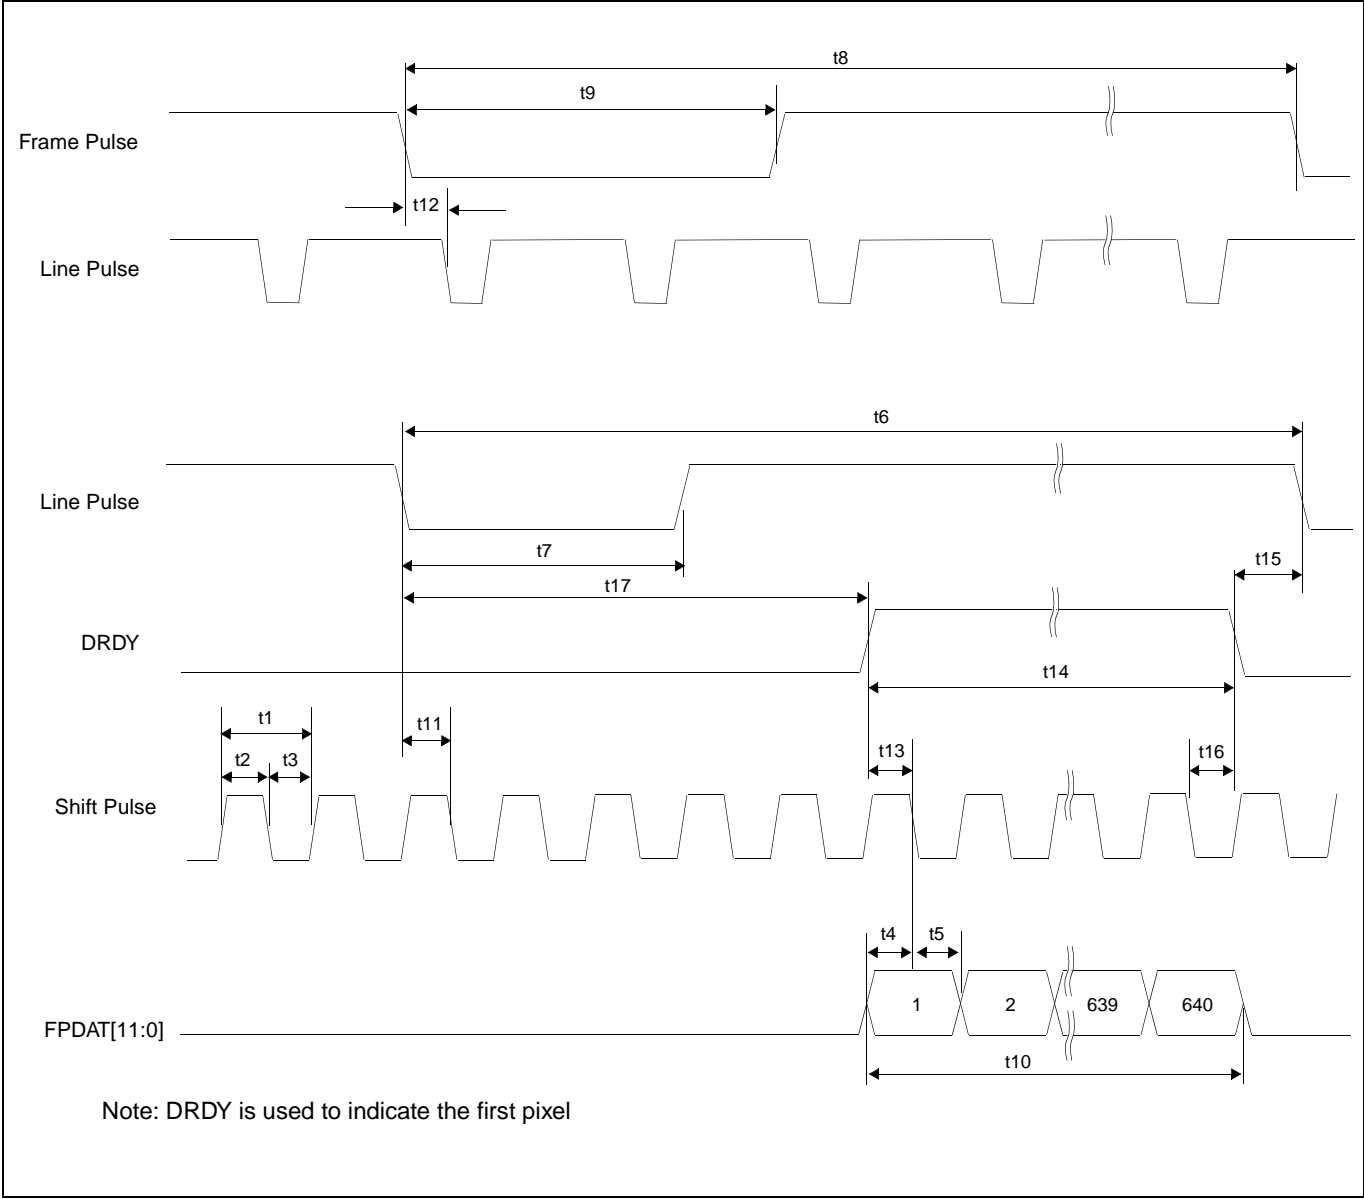 t8
t9
Frame Pulse
t12
Line Pulse
t6
Line Pulse
t7
t15
t17
DRDY
t14
t1
t11
t2 t3
t13
t16
Shift Pulse
t4 t5
1 2 639 640
FPDAT[11:0]
t10
Note: DRDY is used to indicate the first pixel